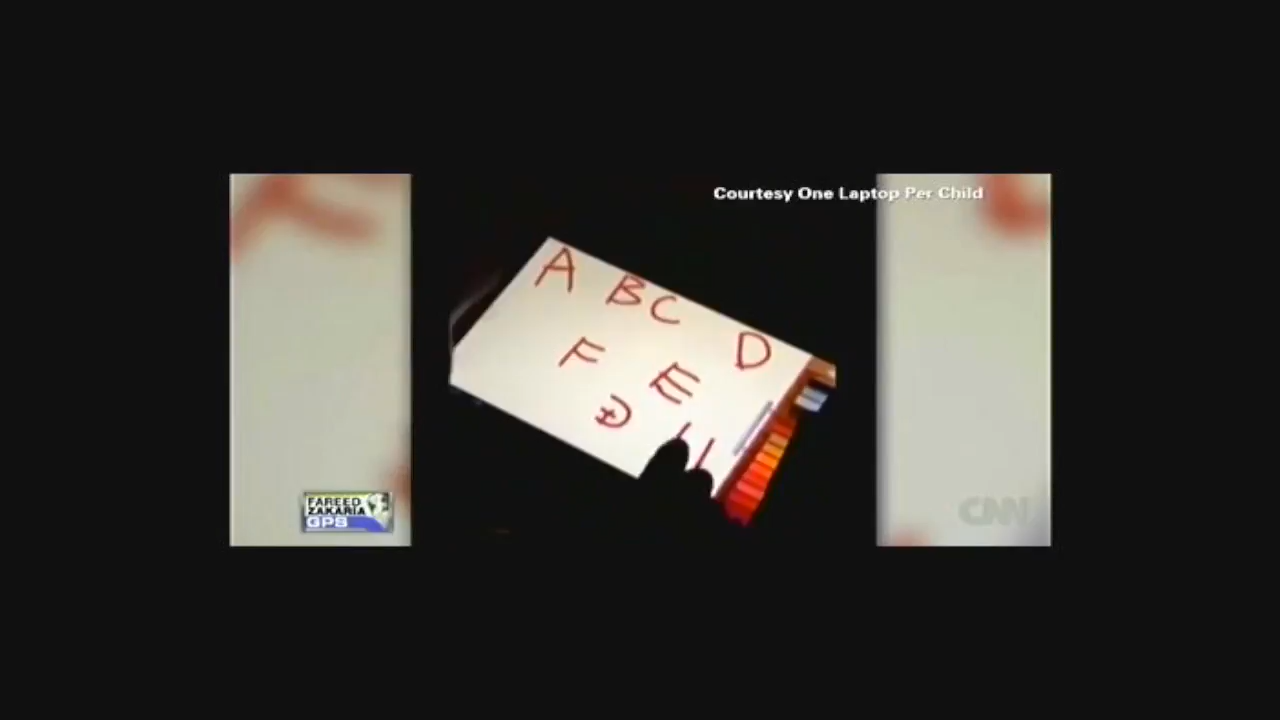 Courtesy One Laptop Per Child
A B C D
F E
FAREED
ZAKARIA
GPS
CNN